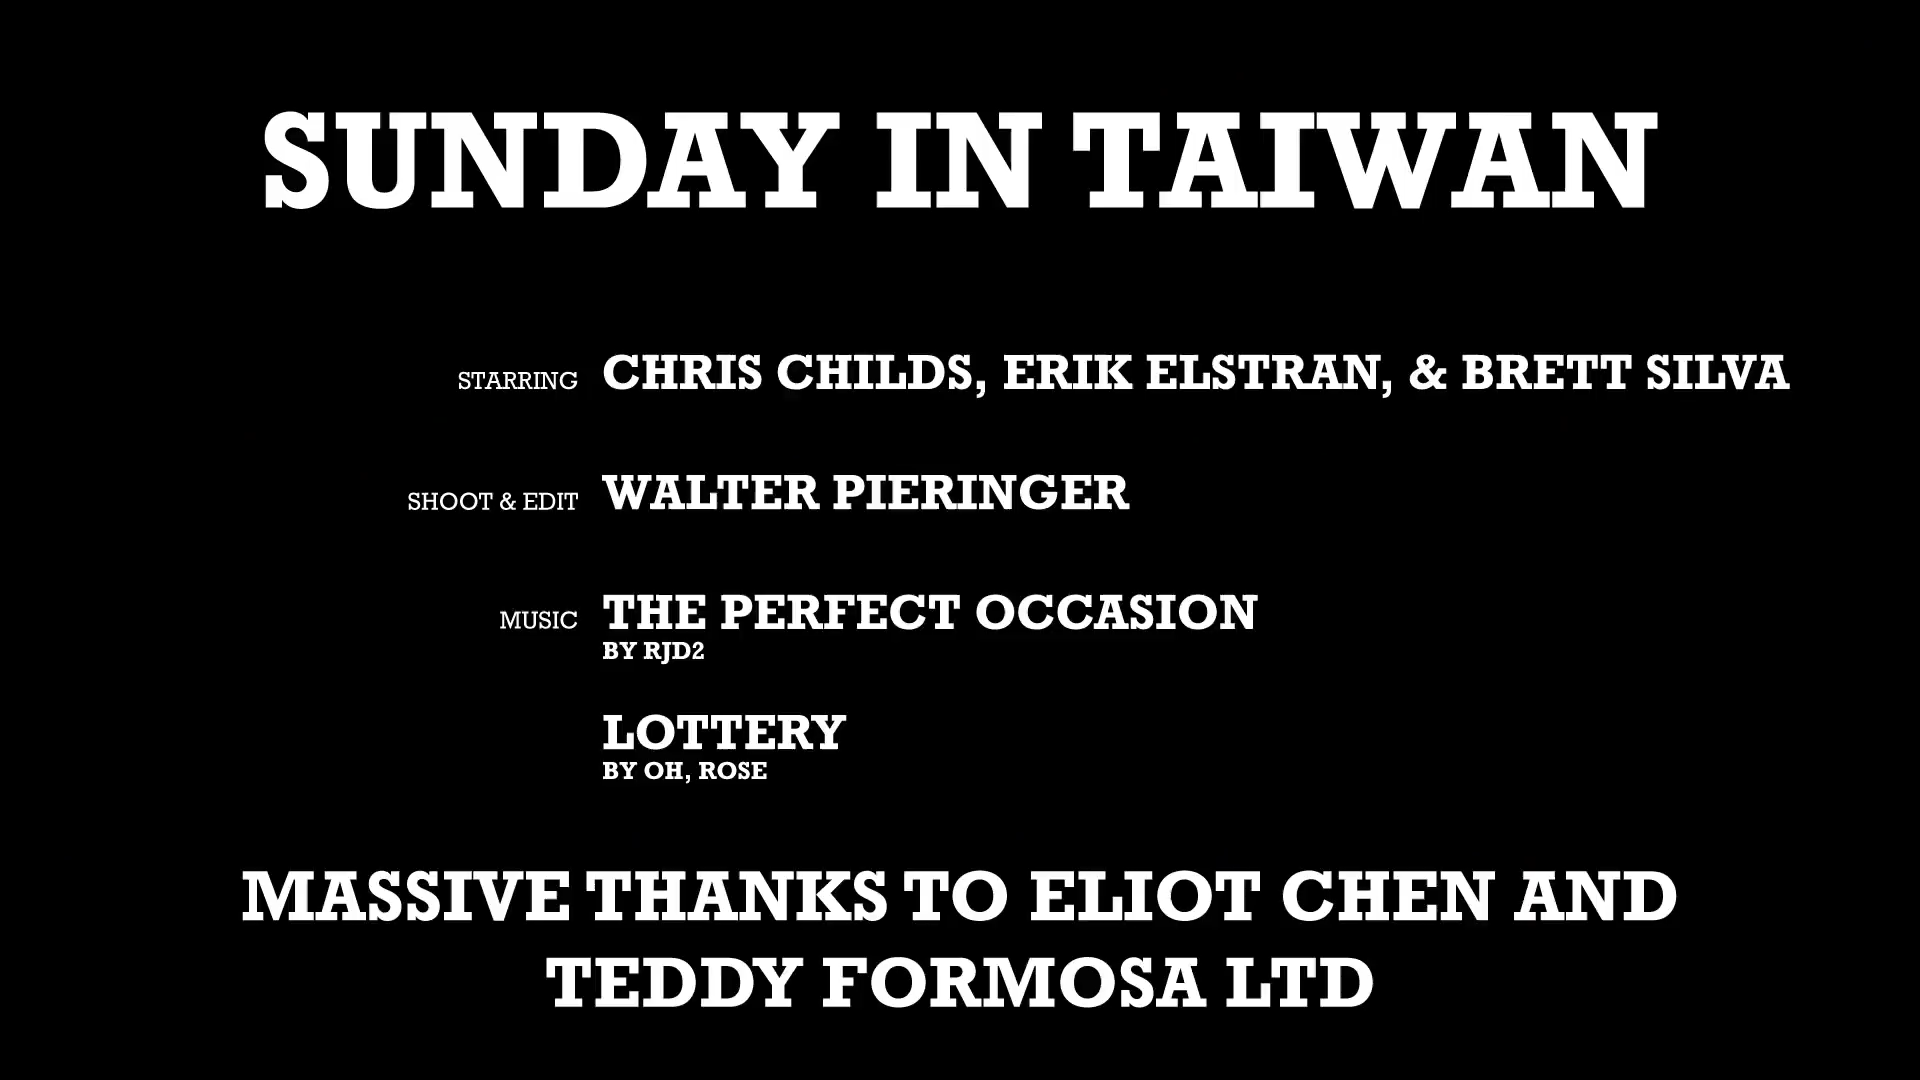 SUNDAY IN TAIWAN
STARRING CHRIS CHILDS, ERIK ELSTRAN, & BRETT SILVA
SHOOT & EDIT WALTER PIERINGER
MUSIC THE PERFECT OCCASION
BY RJD2
LOTTERY
BY OH, ROSE
MASSIVE THANKS TO ELIOT CHEN AND
TEDDY FORMOSA LTD